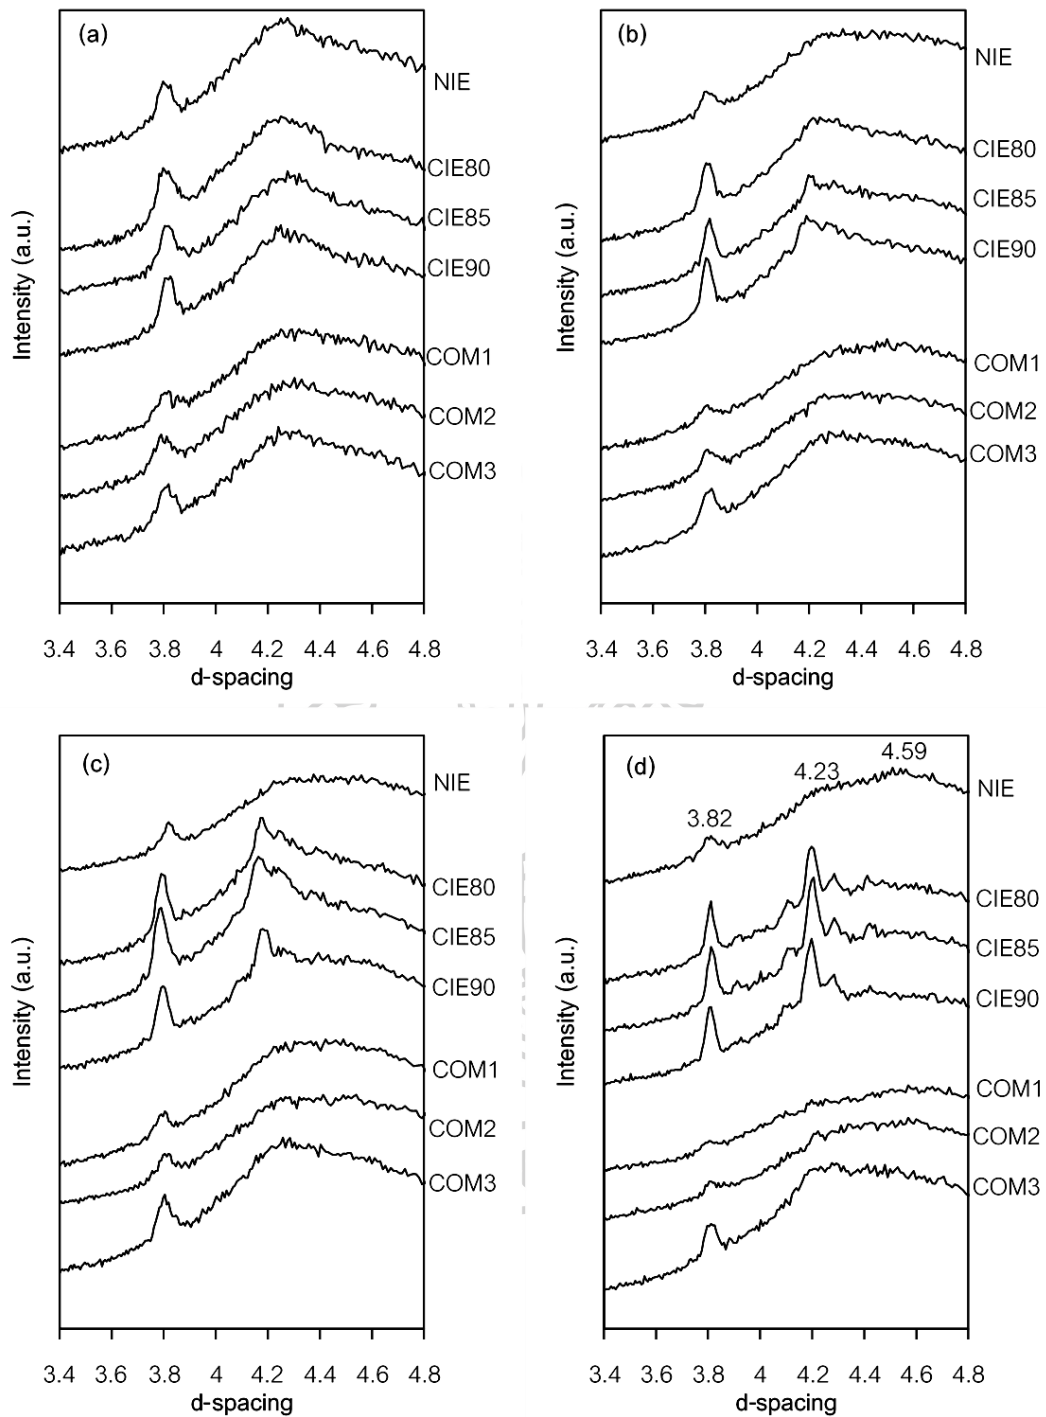 (a)
NIE
CIE80
CIE85
CIE90
COM1
COM2
COM3
Intensity (a.u.)
3.4 3.6 3.8 4 4.2 4.4 4.6 4.8
d-spacing
(b)
NIE
CIE80
CIE85
CIE90
COM1
COM2
COM3
Intensity (a.u.)
3.4 3.6 3.8 4 4.2 4.4 4.6 4.8
d-spacing
(c)
NIE
CIE80
CIE85
CIE90
COM1
COM2
COM3
Intensity (a.u.)
3.4 3.6 3.8 4 4.2 4.4 4.6 4.8
d-spacing
(d)
4.59
4.23
3.82
NIE
CIE80
CIE85
CIE90
COM1
COM2
COM3
Intensity (a.u.)
3.4 3.6 3.8 4 4.2 4.4 4.6 4.8
d-spacing